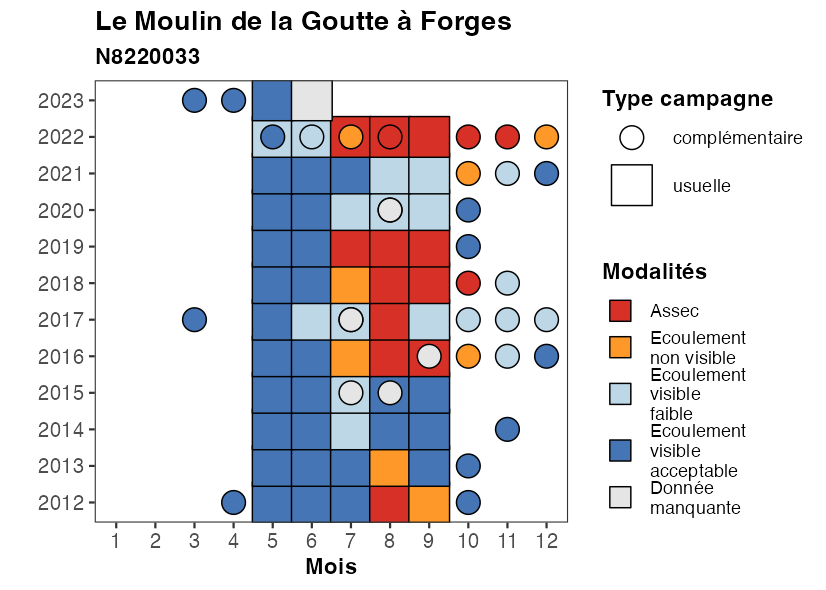 Le Moulin de la Goutte à Forges
N8220033
2023
2022
2021
2020
2019
2018
2017
2016
2015
2014
2013
2012
1 2 3 4 5 6 7 8 9 10 11 12
Mois
Type campagne
complémentaire
usuelle
Modalités
Assec
Ecoulement
non visible
Ecoulement
visible
faible
Ecoulement
visible
acceptable
Donnée
manquante